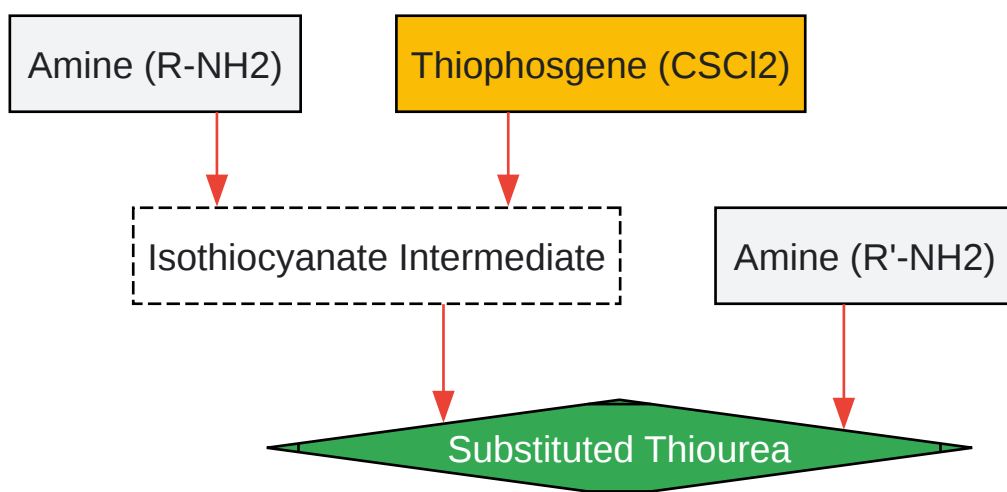 Amine (R-NH2)
Thiophosgene (CSCl2)
Isothiocyanate Intermediate
Amine (R'-NH2)
Substituted Thiourea